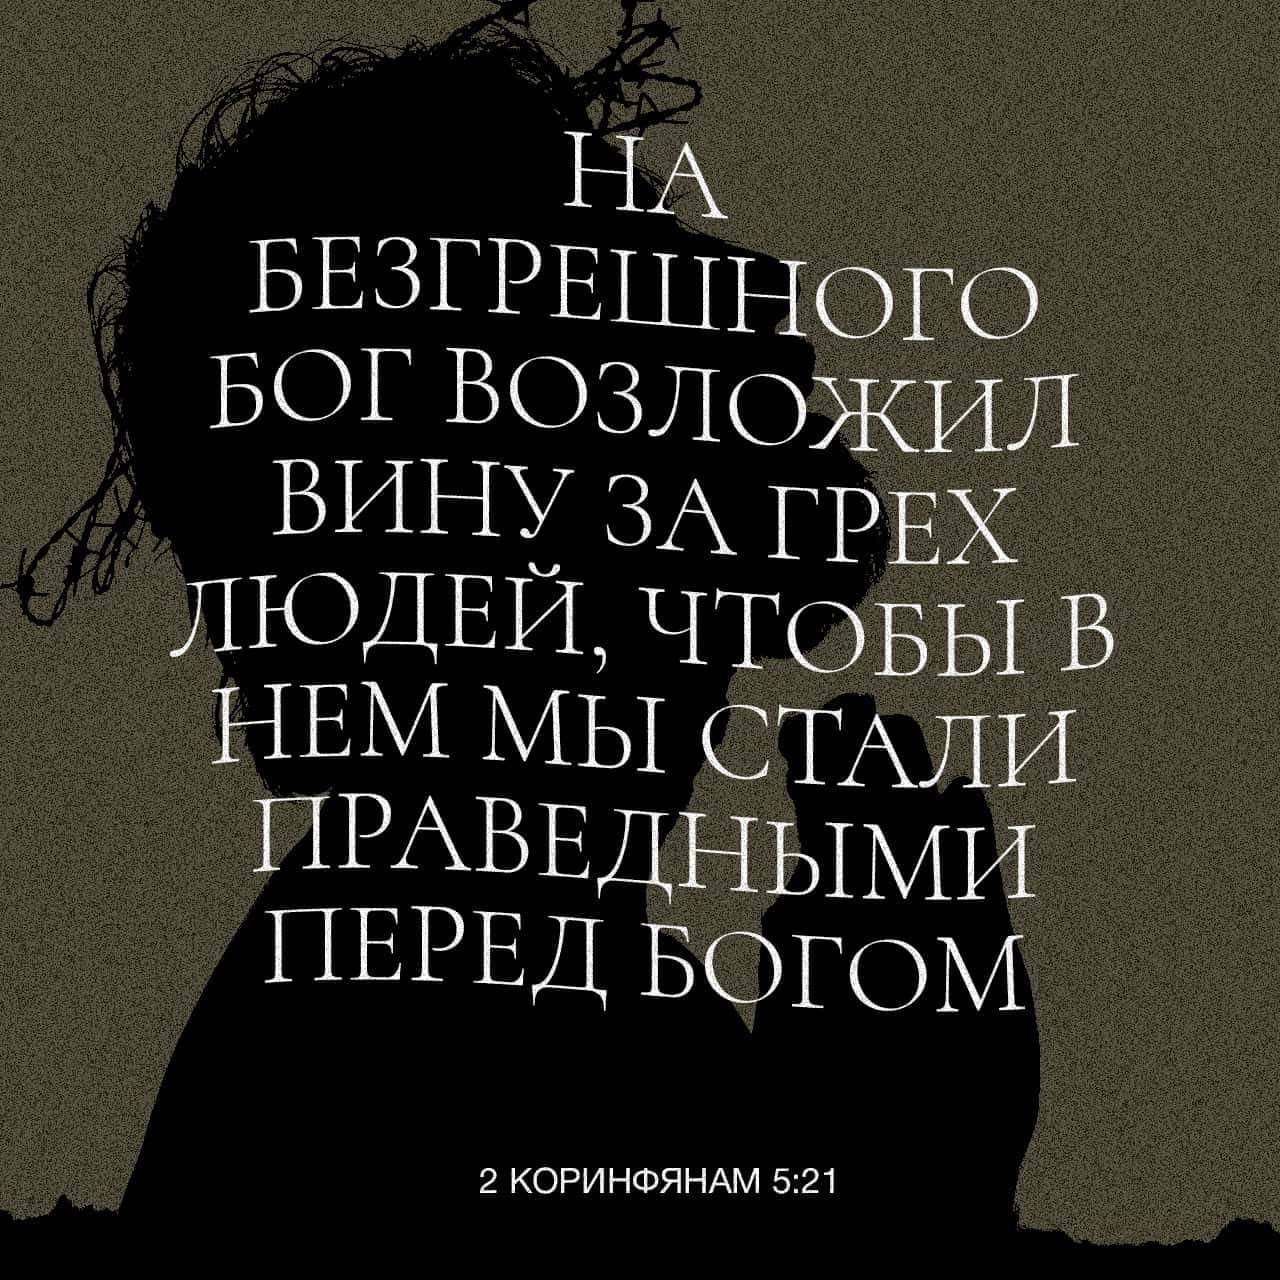 НА
БЕЗГРЕШНОГО
БОГ ВОЗЛОЖИЛ
ВИНУ ЗА ГРЕХ
ЛЮДЕЙ, ЧТОБЫ В
НЕМ МЫ СТАЛИ
ПРАВЕДНЫМИ
ПЕРЕД БОГОМ
2 КОРИНФЯНАМ 5:21